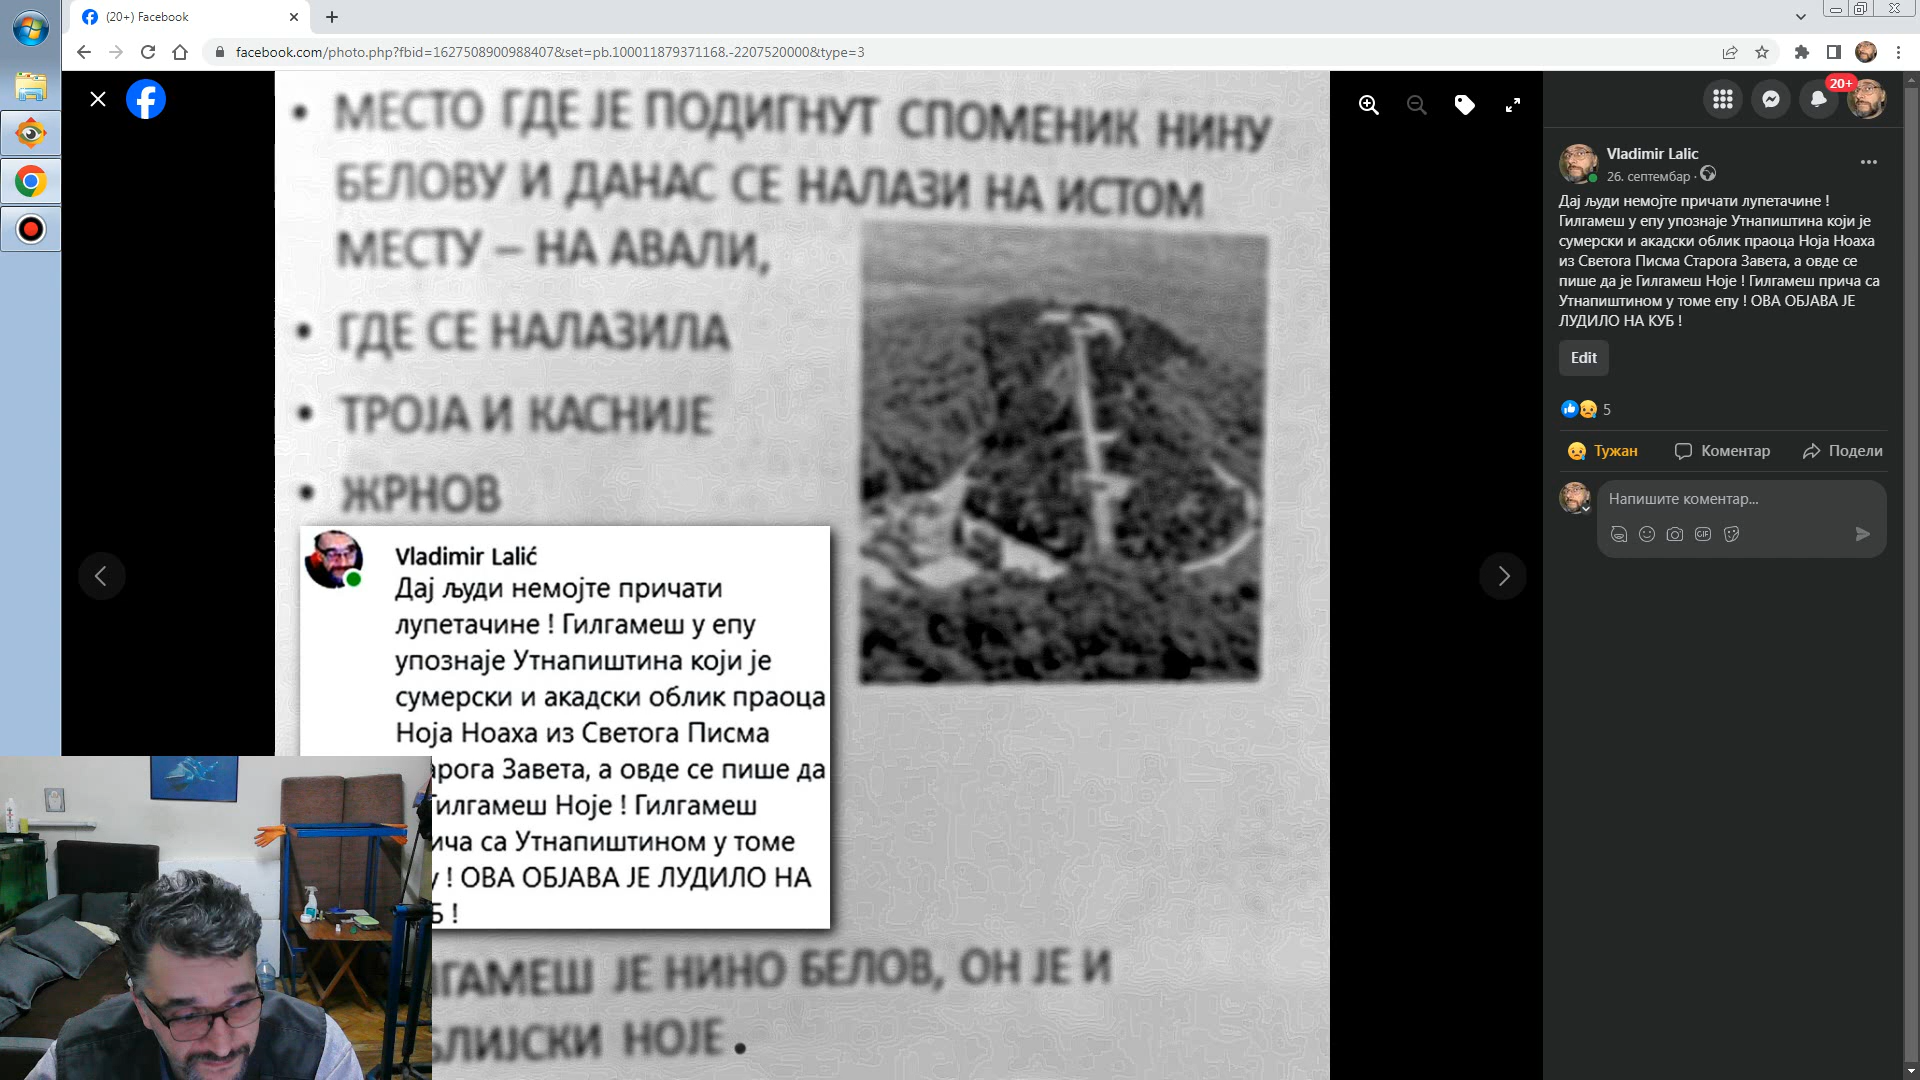 (20+) Facebook
facebook.com/photo.php?fbid=1627508900988407&set=pb.100011879371168.-2207520000&type=3
• МЕСТО ГДЕ ЈЕ ПОДИГНУТ СПОМЕНИК НИНУ
БЕЛОВУ И ДАНАС СЕ НАЛАЗИ НА ИСТОМ
МЕСТУ – НА АВАЛИ,
• ГДЕ СЕ НАЛАЗИЛА
• ТРОЈА И КАСНИЈЕ
• ЖРНОВ
Vladimir Lalić
Дај људи немојте причати
лупетачине ! Гилгамеш у епу
упознаје Утнапиштина који је
сумерски и акадски облик праоца
Ноја Ноаха из Светога Писма
арога Завета, а овде се пише да
Гилгамеш Ноје ! Гилгамеш
ича са Утнапиштином у томе
у ! ОВА ОБЈАВА ЈЕ ЛУДИЛО НА
Б !
ЛГАМЕШ ЈЕ НИНО БЕЛОВ, ОН ЈЕ И
БЛИЈСКИ НОЈЕ.
20+
Vladimir Lalic
26. септембар ·
Дај људи немојте причати лупетачине !
Гилгамеш у епу упознаје Утнапиштина који је
сумерски и акадски облик праоца Ноја Ноаха
из Светога Писма Старога Завета, а овде се
пише да је Гилгамеш Ноје ! Гилгамеш прича са
Утнапиштином у томе епу ! ОВА ОБЈАВА ЈЕ
ЛУДИЛО НА КУБ !
Edit
5
Тужан Коментар Подели
Напишите коментар...
GIF